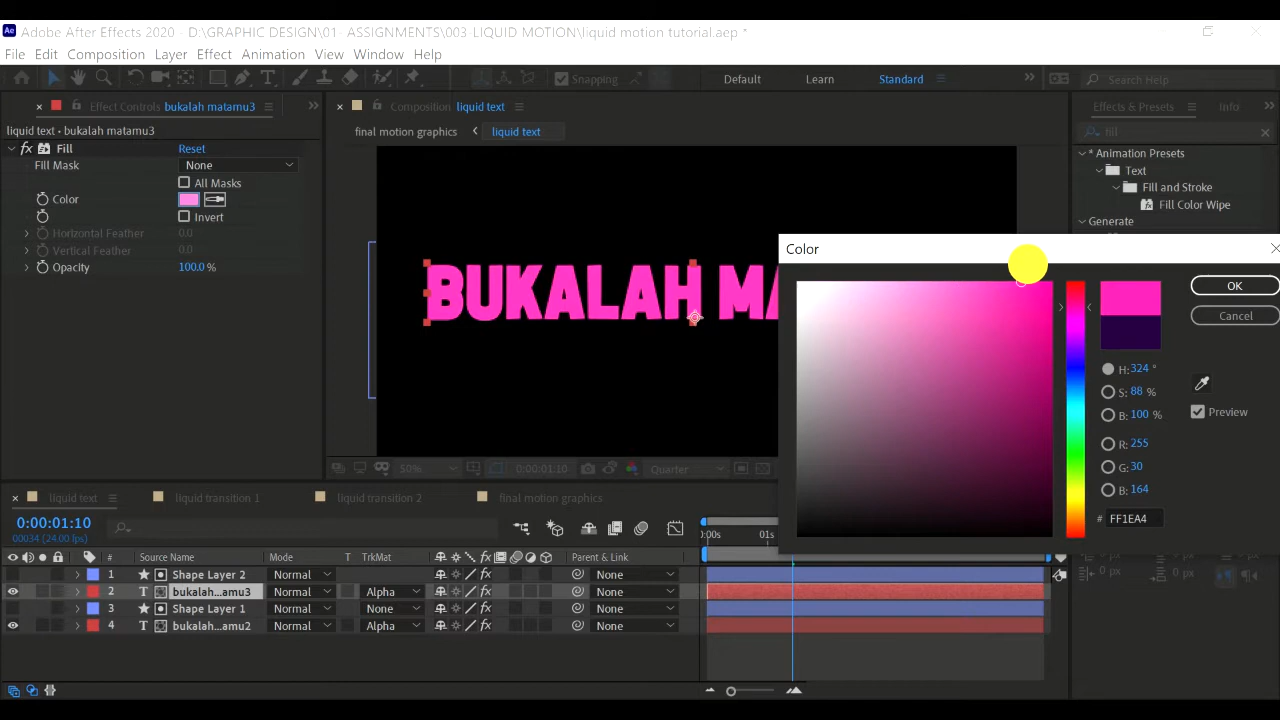 Adobe After Effects 2020 - D:\GRAPHIC DESIGN\01- ASSIGNMENTS\003-LIQUID MOTION\liquid motion tutorial.aep *
File Edit Composition Layer Effect Animation View Window Help
Snapping Default Learn Standard Search Help
Effect Controls bukalah matamu3
Composition liquid text
Effects & Presets Info
liquid text • bukalah matamu3
final motion graphics liquid text
fill
Fill Reset
Fill Mask None
All Masks
Color
Invert
Horizontal Feather 0.0
Vertical Feather 0.0
Opacity 100.0 %
* Animation Presets
Text
Fill and Stroke
Fill Color Wipe
Generate
BUKALAH MA
Color
OK
Cancel
H: 324 °
S: 88 %
B: 100 %
Preview
R: 255
G: 30
B: 164
# FF1EA4
50% 0:00:01:10 Quarter
liquid text liquid transition 1 liquid transition 2 final motion graphics
0:00:01:10
00034 (24.00 fps)
:00s 01s
# Source Name Mode T TrkMat Parent & Link
1 Shape Layer 2 Normal None
2 bukalah...amu3 Normal Alpha None
3 Shape Layer 1 Normal None None
4 bukalah...amu2 Normal Alpha None
0 px 0 px